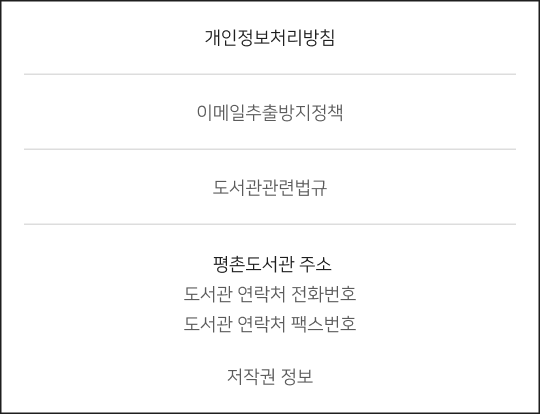 개인정보처리방침
이메일추출방지정책
도서관관련법규
평촌도서관 주소
도서관 연락처 전화번호
도서관 연락처 팩스번호
저작권 정보